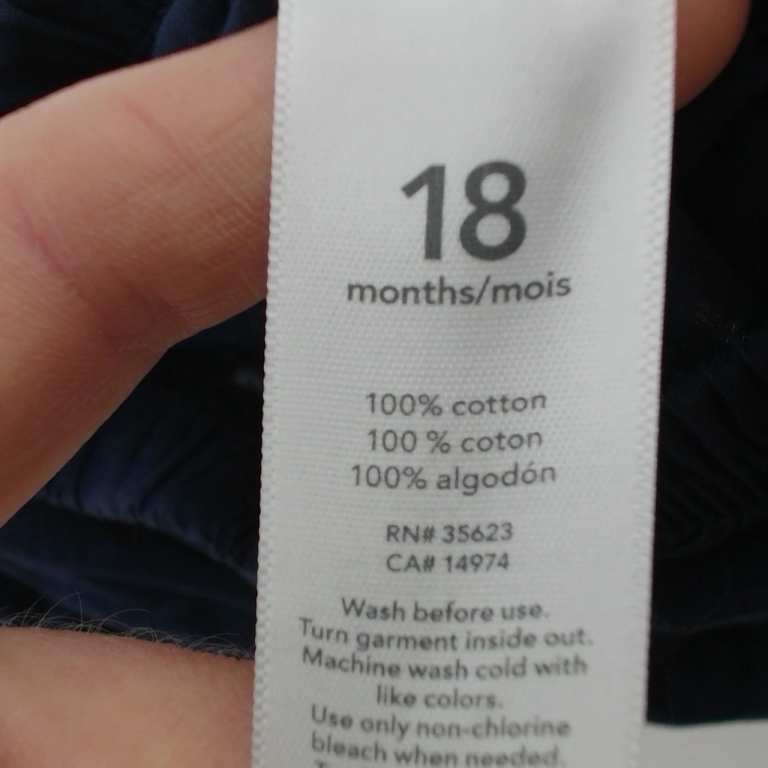 18
months/mois
100% cotton
100 % coton
100% algodón
RN# 35623
CA# 14974
Wash before use.
Turn garment inside out.
Machine wash cold with
like colors.
Use only non-chlorine
bleach when needed.